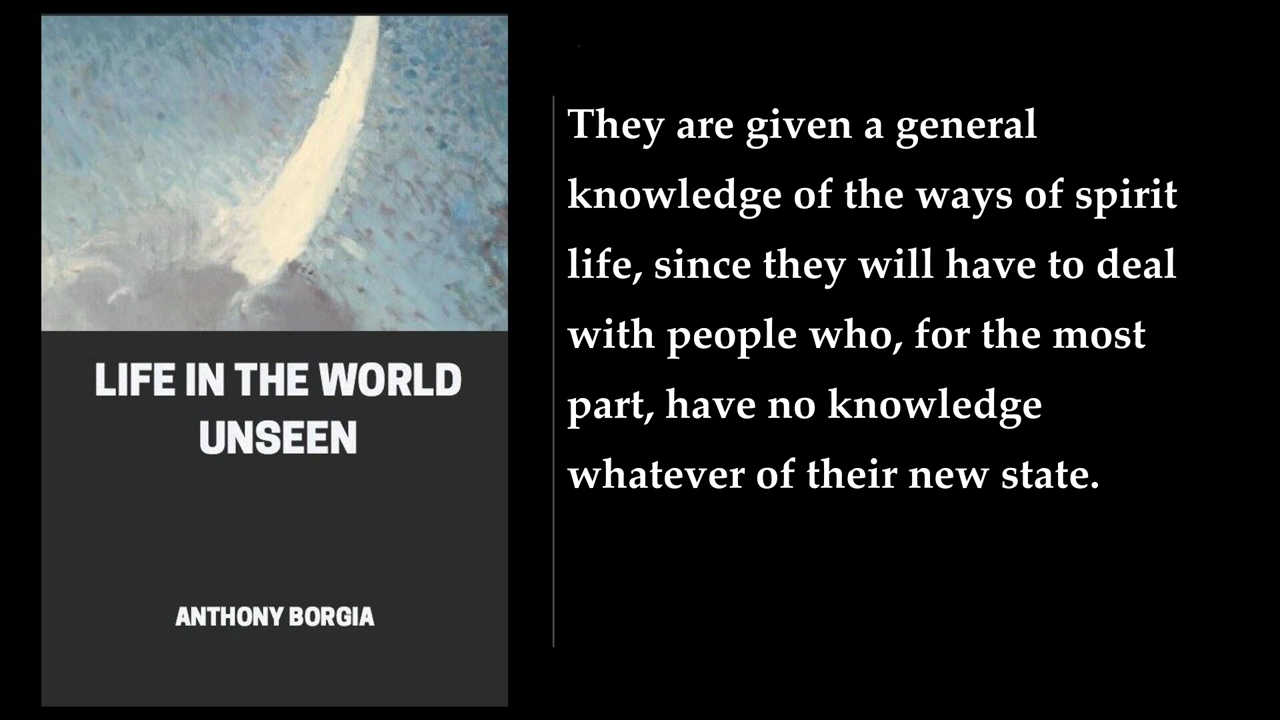 LIFE IN THE WORLD
UNSEEN
ANTHONY BORGIA
They are given a general
knowledge of the ways of spirit
life, since they will have to deal
with people who, for the most
part, have no knowledge
whatever of their new state.